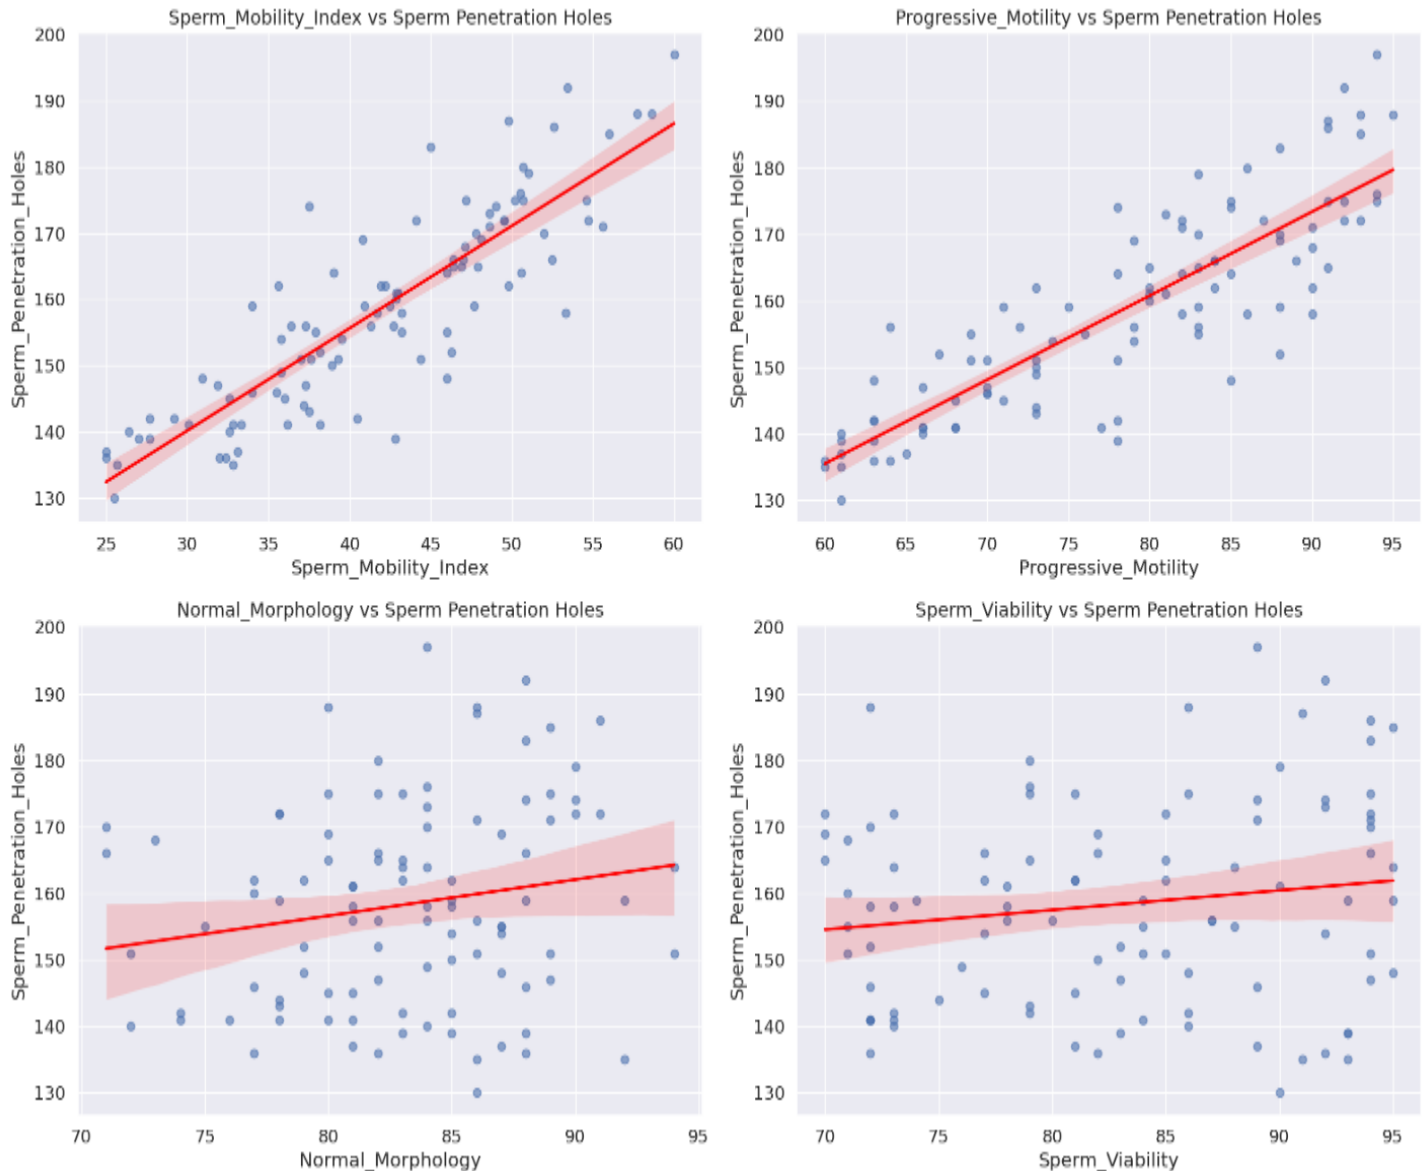 Sperm_Mobility_Index vs Sperm Penetration Holes
200
190
180
170
160
150
140
130
Sperm_Penetration_Holes
25 30 35 40 45 50 55 60
Sperm_Mobility_Index
Progressive_Motility vs Sperm Penetration Holes
200
190
180
170
160
150
140
130
Sperm_Penetration_Holes
60 65 70 75 80 85 90 95
Progressive_Motility
Normal_Morphology vs Sperm Penetration Holes
200
190
180
170
160
150
140
130
Sperm_Penetration_Holes
70 75 80 85 90 95
Normal_Morphology
Sperm_Viability vs Sperm Penetration Holes
200
190
180
170
160
150
140
130
Sperm_Penetration_Holes
70 75 80 85 90 95
Sperm_Viability